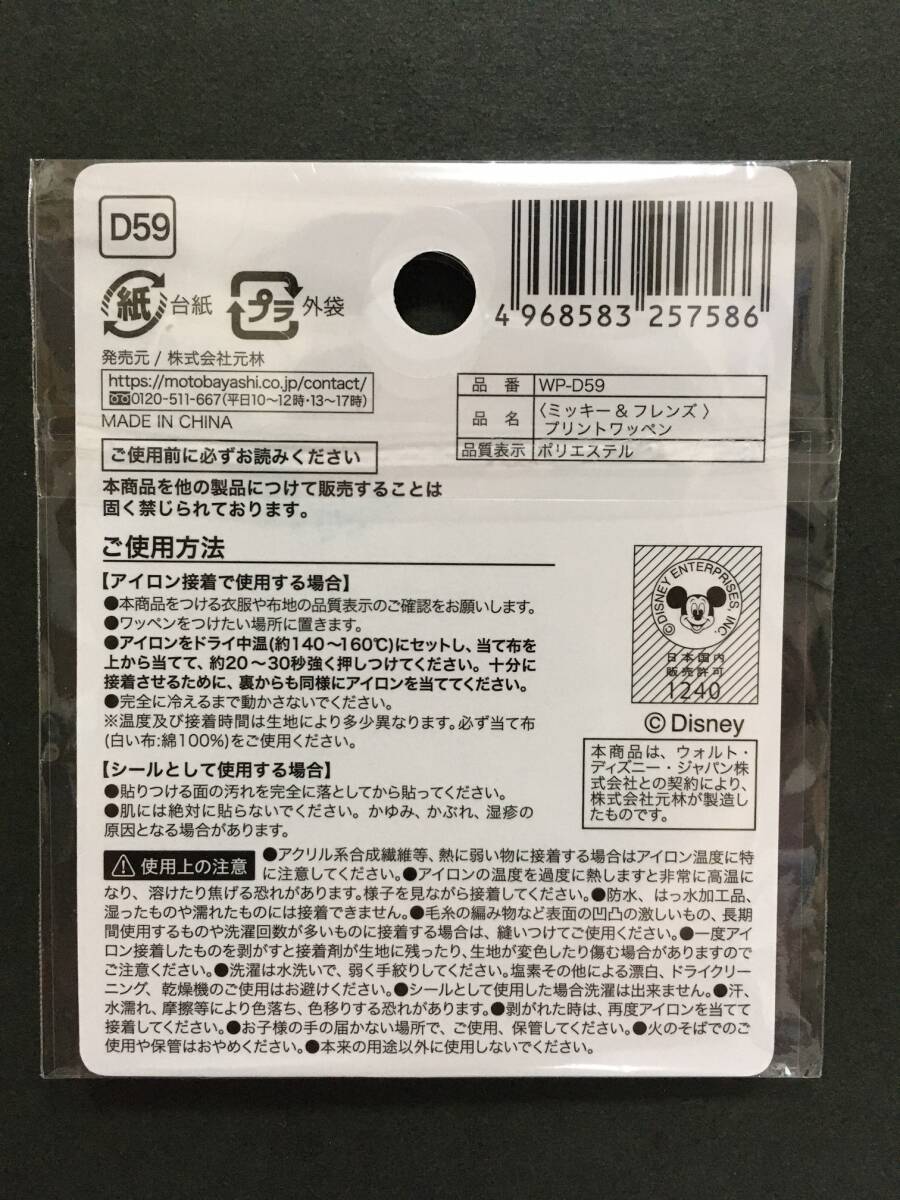 D59
紙 台紙
プラ 外袋
4 968583 257586
発売元 / 株式会社元林
https://motobayashi.co.jp/contact/
0120-511-667(平日10〜12時・13〜17時)
MADE IN CHINA
品 番 WP-D59
品 名 〈ミッキー&フレンズ〉
プリントワッペン
品質表示 ポリエステル
ご使用前に必ずお読みください
本商品を他の製品につけて販売することは
固く禁じられております。
ご使用方法
【アイロン接着で使用する場合】
●本商品をつける衣服や布地の品質表示のご確認をお願いします。
●ワッペンをつけたい場所に置きます。
●アイロンをドライ中温(約140〜160℃)にセットし、当て布を
上から当てて、約20〜30秒強く押しつけてください。十分に
接着させるために、裏からも同様にアイロンを当ててください。
●完全に冷えるまで動かさないでください。
※温度及び接着時間は生地により多少異なります。必ず当て布
(白い布:綿100%)をご使用ください。
【シールとして使用する場合】
●貼りつける面の汚れを完全に落としてから貼ってください。
●肌には絶対に貼らないでください。かゆみ、かぶれ、湿疹の
原因となる場合があります。
©DISNEY ENTERPRISES, INC.
日本国内
販売許可
1240
© Disney
本商品は、ウォルト・
ディズニー・ジャパン株
式会社との契約により、
株式会社元林が製造し
たものです。
使用上の注意 ●アクリル系合成繊維等、熱に弱い物に接着する場合はアイロン温度に特
に注意してください。●アイロンの温度を過度に熱しますと非常に高温に
なり、溶けたり焦げる恐れがあります。様子を見ながら接着してください。●防水、はっ水加工品、
湿ったものや濡れたものには接着できません。●毛糸の編み物など表面の凹凸の激しいもの、長期
間使用するものや洗濯回数が多いものに接着する場合は、縫いつけてご使用ください。●一度アイ
ロン接着したものを剥がすと接着剤が生地に残ったり、生地が変色したり傷む場合がありますので
ご注意ください。●洗濯は水洗いで、弱く手絞りしてください。塩素その他による漂白、ドライクリー
ニング、乾燥機のご使用はお避けください。●シールとして使用した場合洗濯は出来ません。●汗、
水濡れ、摩擦等により色落ち、色移りする恐れがあります。●剥がれた時は、再度アイロンを当てて
接着してください。●お子様の手の届かない場所で、ご使用、保管してください。●火のそばでのご
使用や保管はおやめください。●本来の用途以外に使用しないでください。